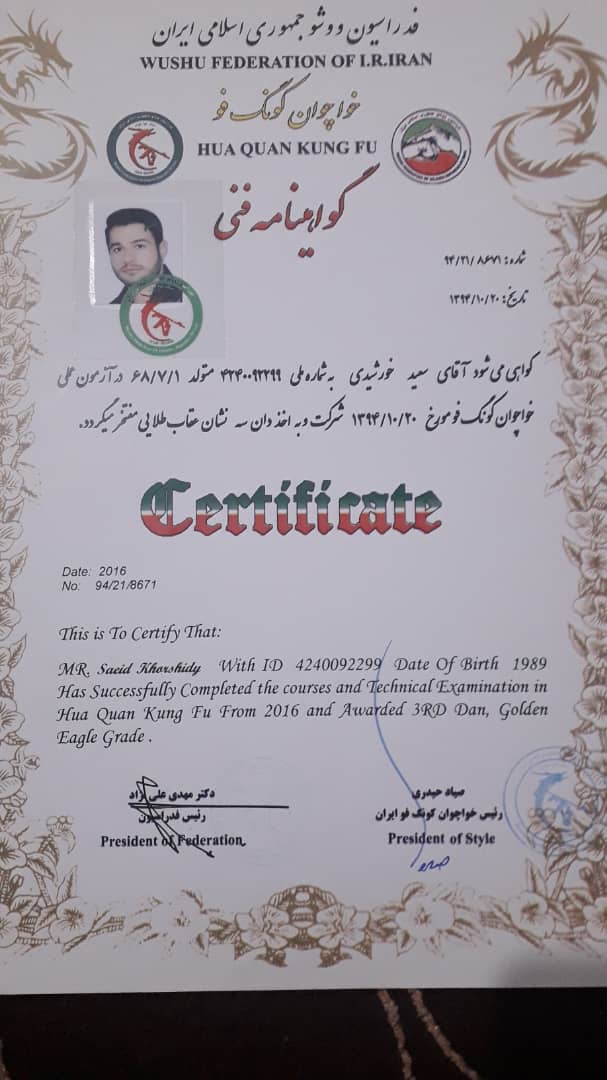 فدراسیون ووشو جمهوری اسلامی ایران
WUSHU FEDERATION OF I.R.IRAN
خواچوان کونگ فو
HUA QUAN KUNG FU
گواهینامه فنی
شماره: ۹۴/۲۱/۸۶۷۱
تاریخ: ۱۳۹۴/۱۰/۲۰
گواهی می شود آقای سعید خورشیدی به شماره ملی ۴۲۴۰۰۹۲۲۹۹ متولد ۶۸/۷/۱ در آزمون عملی
خواچوان کونگ فو مورخ ۱۳۹۴/۱۰/۲۰ شرکت و به اخذ دان سه نشان عقاب طلایی مفتخر میگردد.
Certificate
Date: 2016
No: 94/21/8671
This is To Certify That:
MR. Saeid Khorshidy With ID 4240092299 Date Of Birth 1989
Has Successfully Completed the courses and Technical Examination in
Hua Quan Kung Fu From 2016 and Awarded 3RD Dan, Golden
Eagle Grade .
دکتر مهدی علی نژاد
رئیس فدراسیون
President of Federation
صیاد حیدری
رئیس خواچوان کونگ فو ایران
President of Style